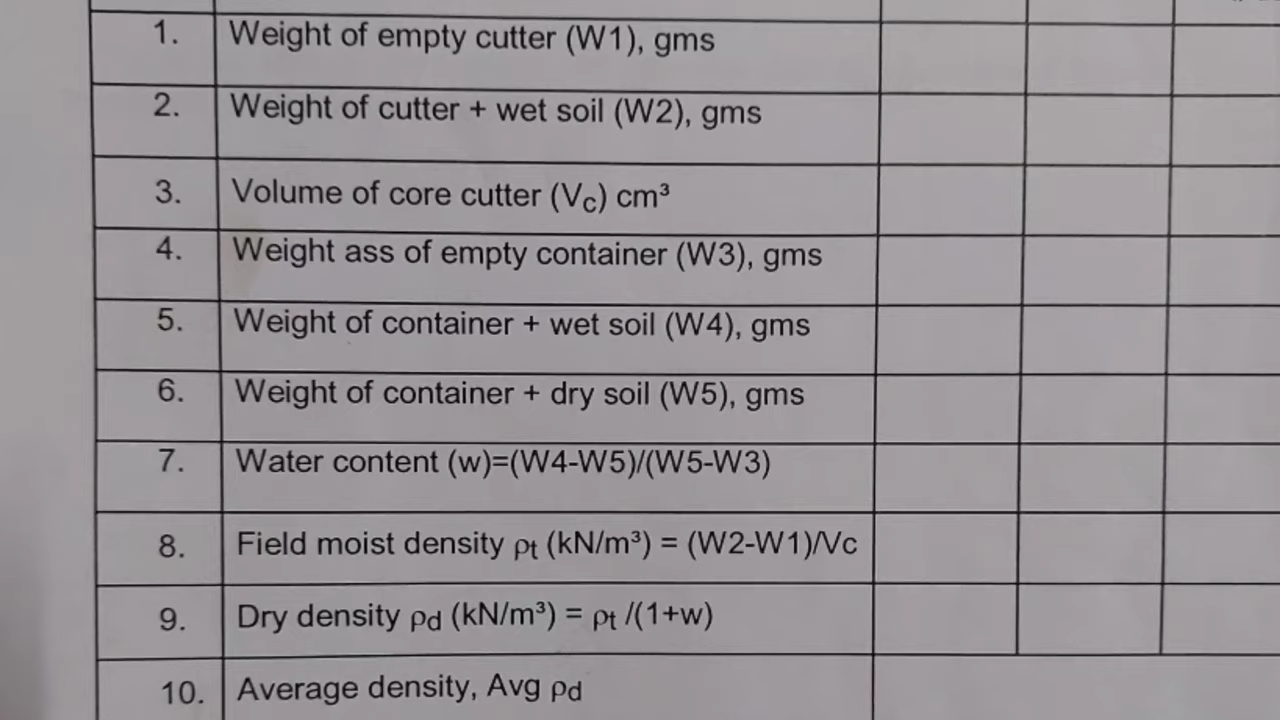 1. Weight of empty cutter (W1), gms
2. Weight of cutter + wet soil (W2), gms
3. Volume of core cutter (Vc) cm³
4. Weight ass of empty container (W3), gms
5. Weight of container + wet soil (W4), gms
6. Weight of container + dry soil (W5), gms
7. Water content (w)=(W4-W5)/(W5-W3)
8. Field moist density ρt (kN/m³) = (W2-W1)/Vc
9. Dry density ρd (kN/m³) = ρt /(1+w)
10. Average density, Avg ρd